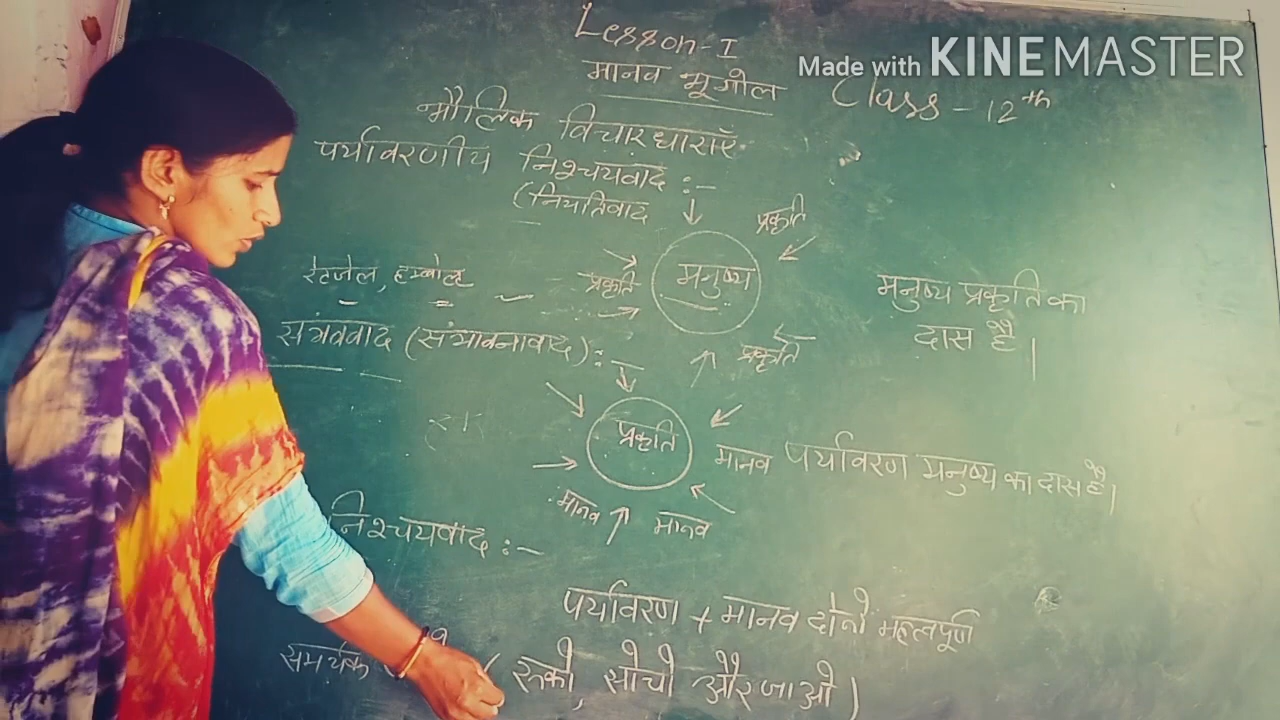 Lesson-I
Made with KINEMASTER
मानव भूगोल Class - 12th
मौलिक विचारधाराएँ
पर्यावरणीय निश्चयवाद :-
(नियतिवाद
प्रकृति
रेटजेल, हम्बोल्ट
प्रकृति मनुष्य
मनुष्य प्रकृति का
दास है।
प्रकृति
संभववाद (संभावनावाद) :-
प्रकृति
मानव पर्यावरण मनुष्य का दास है।
मानव मानव
निश्चयवाद :-
पर्यावरण + मानव दोनो महत्वपूर्ण
समर्थक ( रूको, सोचो और जाओ)